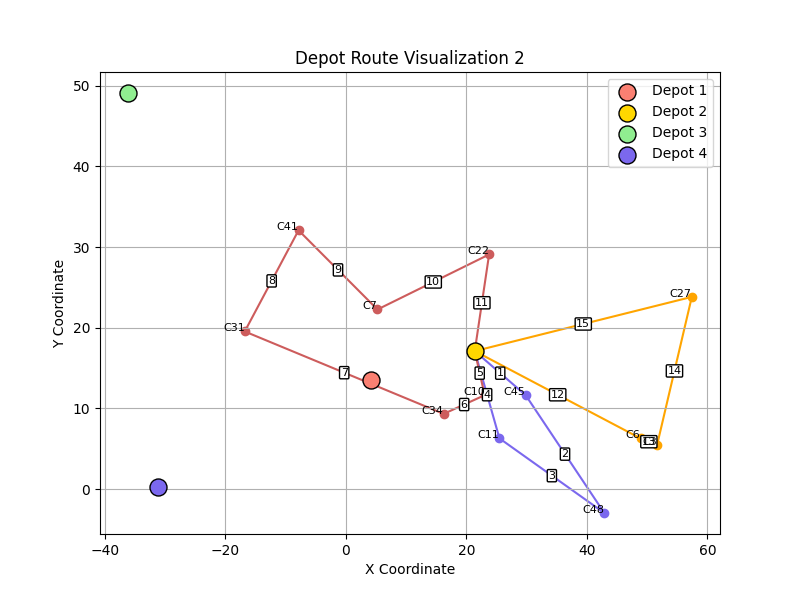 Depot Route Visualization 2
Depot 1
Depot 2
Depot 3
Depot 4
50
40
30
20
10
0
−40
−20
0
20
40
60
X Coordinate
Y Coordinate
C41
C22
C7
C31
C34
C10
C45
C11
C48
C6
C27
1
2
3
4
5
6
7
8
9
10
11
12
13
14
15